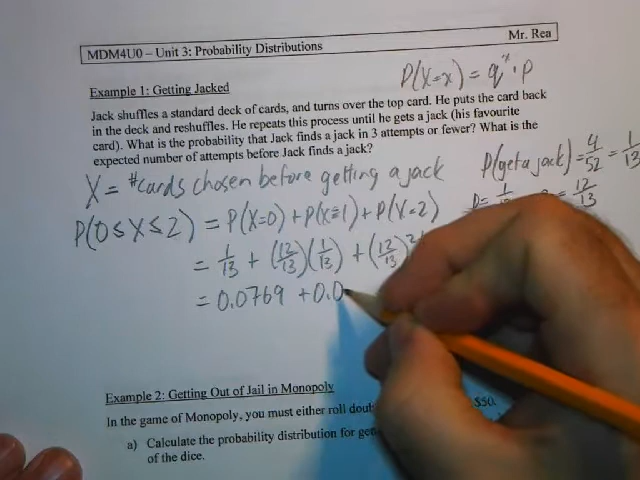 MDM4U0 – Unit 3: Probability Distributions Mr. Rea
Example 1: Getting Jacked
P(X=x) = qˣ · p
Jack shuffles a standard deck of cards, and turns over the top card. He puts the card back
in the deck and reshuffles. He repeats this process until he gets a jack (his favourite
card). What is the probability that Jack finds a jack in 3 attempts or fewer? What is the
expected number of attempts before Jack finds a jack?
P(get a jack) = 4/52 = 1/13
X = # cards chosen before getting a jack
12/13
P(0 ≤ X ≤ 2) = P(X=0) + P(X=1) + P(X=2)
= 1/13 + (12/13)(1/13) + (12/13)²
= 0.0769 + 0.0
Example 2: Getting Out of Jail in Monopoly
In the game of Monopoly, you must either roll $50.
a) Calculate the probability distribution for
of the dice.